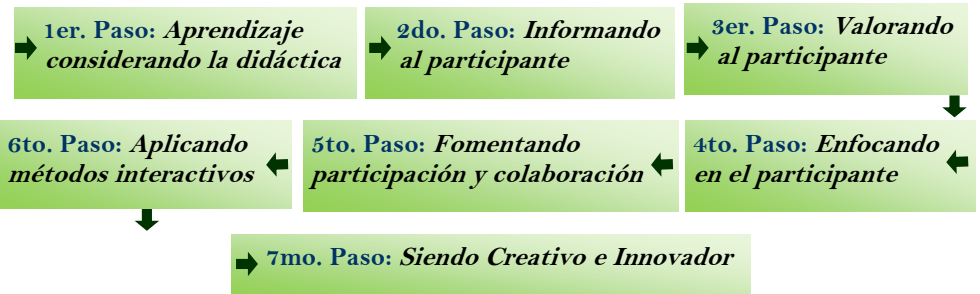 1er. Paso: Aprendizaje
considerando la didáctica
2do. Paso: Informando
al participante
3er. Paso: Valorando
al participante
4to. Paso: Enfocando
en el participante
5to. Paso: Fomentando
participación y colaboración
6to. Paso: Aplicando
métodos interactivos
7mo. Paso: Siendo Creativo e Innovador